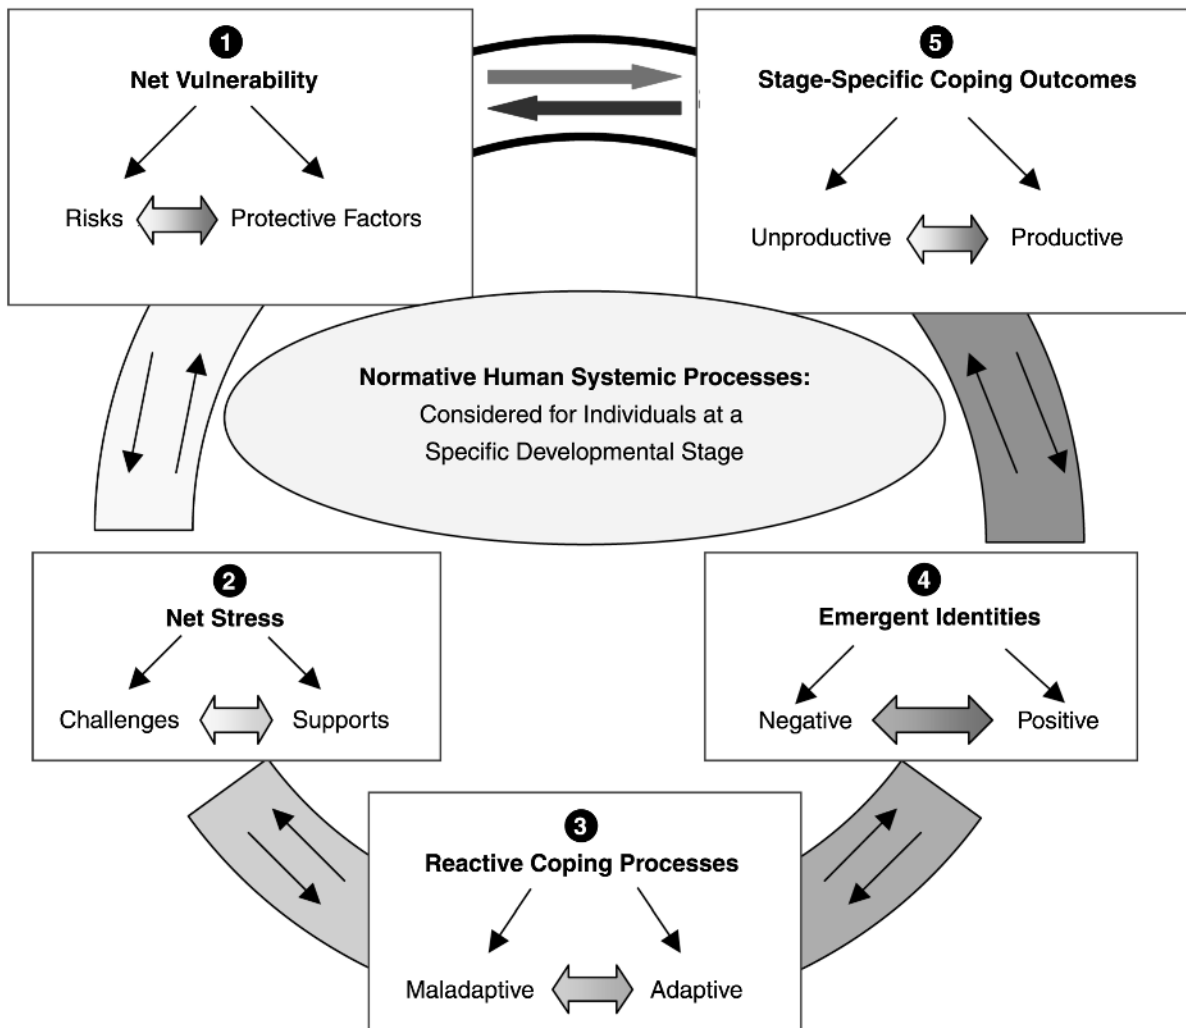 1
Net Vulnerability
Risks
Protective Factors
5
Stage-Specific Coping Outcomes
Unproductive
Productive
Normative Human Systemic Processes:
Considered for Individuals at a
Specific Developmental Stage
2
Net Stress
Challenges
Supports
4
Emergent Identities
Negative
Positive
3
Reactive Coping Processes
Maladaptive
Adaptive